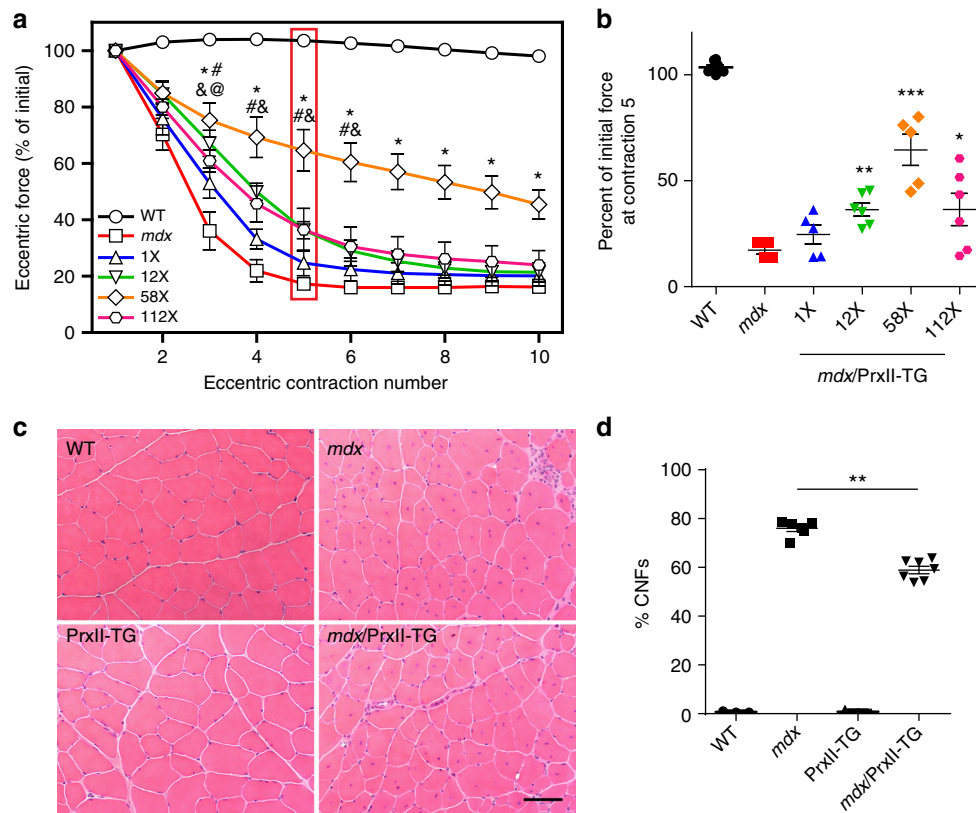 a
Eccentric force (% of initial)
100
80
60
40
20
0
* #
& @
*
#&
*
#&
*
#&
*
*
*
*
WT
mdx
1X
12X
58X
112X
2 4 6 8 10
Eccentric contraction number
b
Percent of initial force
at contraction 5
100
50
0
**
***
*
WT mdx 1X 12X 58X 112X
mdx/PrxII-TG
c
WT
mdx
PrxII-TG
mdx/PrxII-TG
d
% CNFs
100
80
60
40
20
0
**
WT mdx PrxII-TG mdx/PrxII-TG